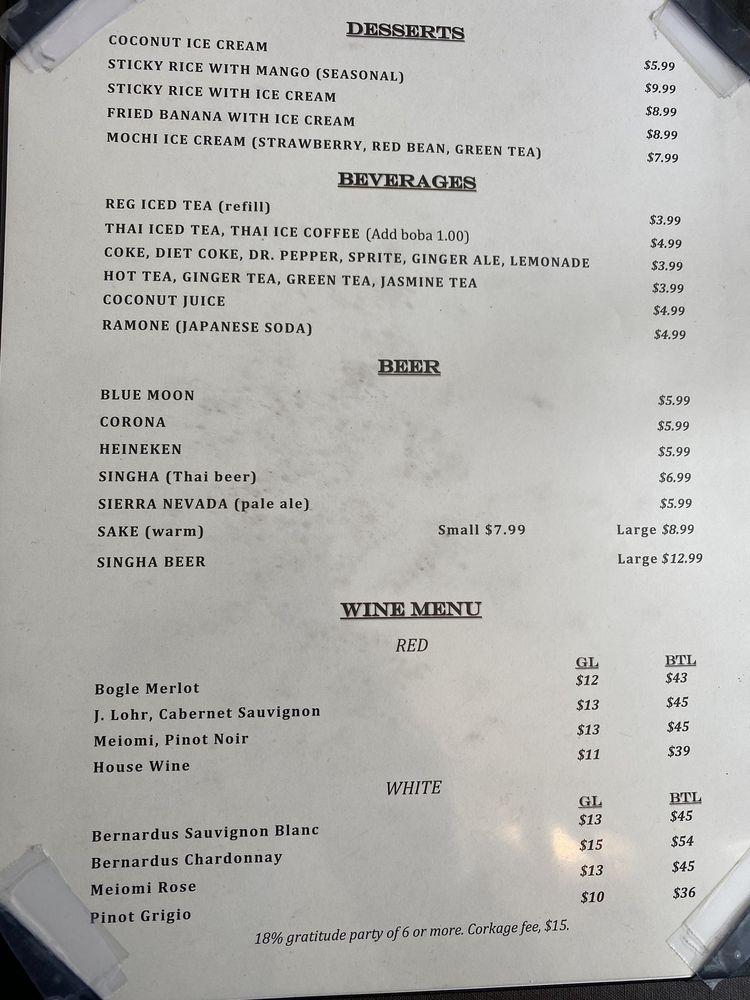 DESSERTS
COCONUT ICE CREAM $5.99
STICKY RICE WITH MANGO (SEASONAL) $9.99
STICKY RICE WITH ICE CREAM $8.99
FRIED BANANA WITH ICE CREAM $8.99
MOCHI ICE CREAM (STRAWBERRY, RED BEAN, GREEN TEA) $7.99
BEVERAGES
REG ICED TEA (refill) $3.99
THAI ICED TEA, THAI ICE COFFEE (Add boba 1.00) $4.99
COKE, DIET COKE, DR. PEPPER, SPRITE, GINGER ALE, LEMONADE $3.99
HOT TEA, GINGER TEA, GREEN TEA, JASMINE TEA $3.99
COCONUT JUICE $4.99
RAMONE (JAPANESE SODA) $4.99
BEER
BLUE MOON $5.99
CORONA $5.99
HEINEKEN $5.99
SINGHA (Thai beer) $6.99
SIERRA NEVADA (pale ale) $5.99
SAKE (warm) Small $7.99 Large $8.99
SINGHA BEER Large $12.99
WINE MENU
RED
GL BTL
Bogle Merlot $12 $43
J. Lohr, Cabernet Sauvignon $13 $45
Meiomi, Pinot Noir $13 $45
House Wine $11 $39
WHITE
GL BTL
Bernardus Sauvignon Blanc $13 $45
Bernardus Chardonnay $15 $54
Meiomi Rose $13 $45
Pinot Grigio $10 $36
18% gratitude party of 6 or more. Corkage fee, $15.